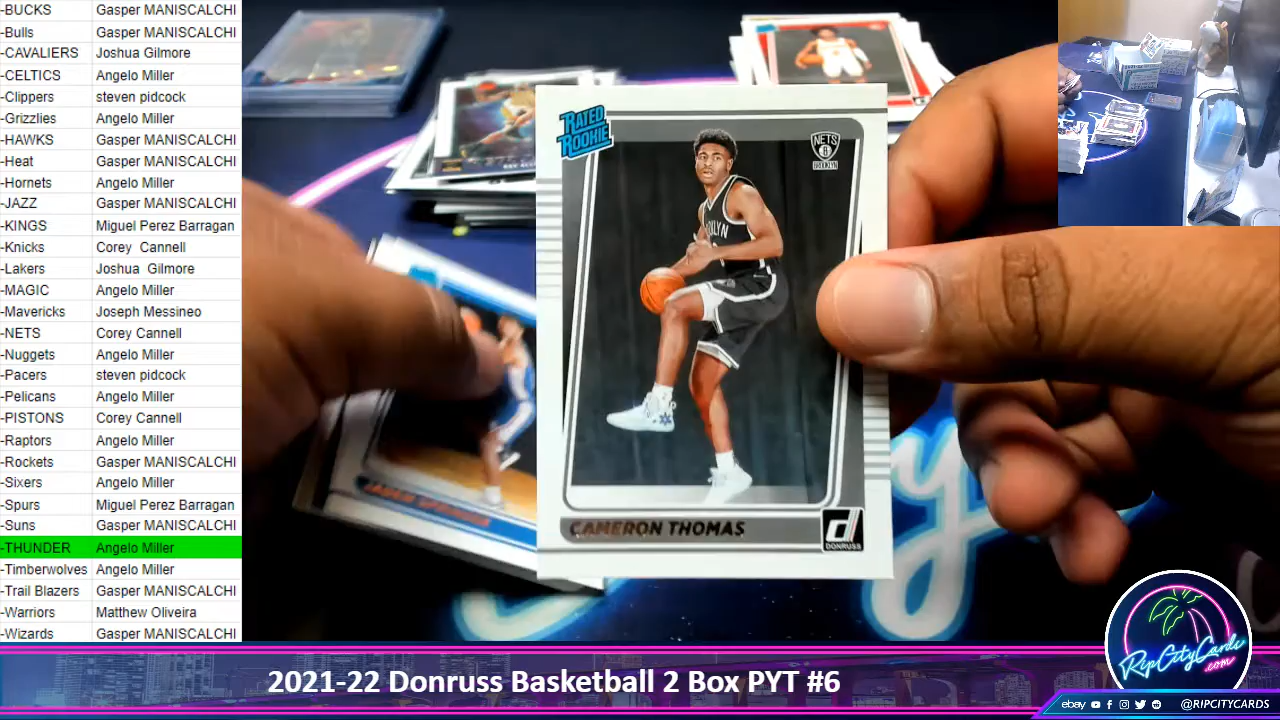 -BUCKS Gasper MANISCALCHI
-Bulls Gasper MANISCALCHI
-CAVALIERS Joshua Gilmore
-CELTICS Angelo Miller
-Clippers steven pidcock
-Grizzlies Angelo Miller
-HAWKS Gasper MANISCALCHI
-Heat Gasper MANISCALCHI
-Hornets Angelo Miller
-JAZZ Gasper MANISCALCHI
-KINGS Miguel Perez Barragan
-Knicks Corey Cannell
-Lakers Joshua Gilmore
-MAGIC Angelo Miller
-Mavericks Joseph Messineo
-NETS Corey Cannell
-Nuggets Angelo Miller
-Pacers steven pidcock
-Pelicans Angelo Miller
-PISTONS Corey Cannell
-Raptors Angelo Miller
-Rockets Gasper MANISCALCHI
-Sixers Angelo Miller
-Spurs Miguel Perez Barragan
-Suns Gasper MANISCALCHI
-THUNDER Angelo Miller
-Timberwolves Angelo Miller
-Trail Blazers Gasper MANISCALCHI
-Warriors Matthew Oliveira
-Wizards Gasper MANISCALCHI
RATED
ROOKIE
NETS
B
BROOKLYN
CAMERON THOMAS
DONRUSS
2021-22 Donruss Basketball 2 Box PYT #6
RipCityCards
.com
ebay @RIPCITYCARDS